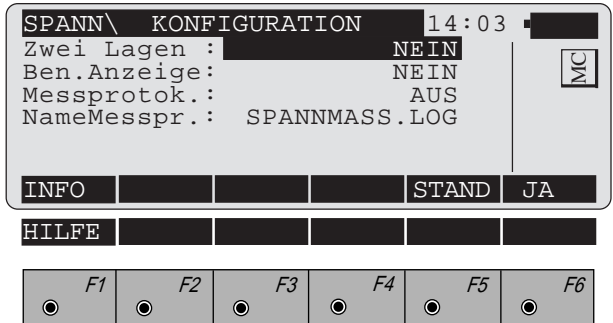 SPANN\ KONFIGURATION 14:03
Zwei Lagen : NEIN
Ben.Anzeige: NEIN
Messprotok.: AUS
NameMesspr.: SPANNMASS.LOG
MC
INFO STAND JA
HILFE
F1 F2 F3 F4 F5 F6